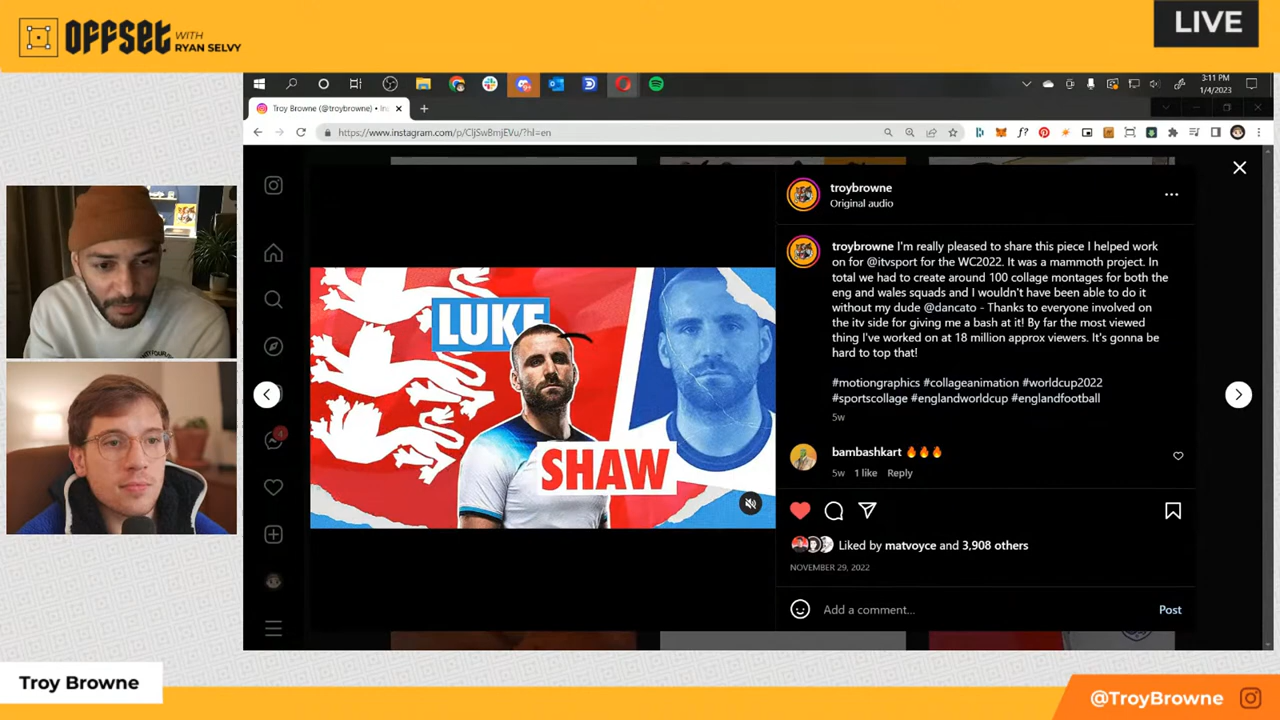 OFFSET
WITH
RYAN SELVY
LIVE
3:11 PM
1/4/2023
Troy Browne (@troybrowne) • In
https://www.instagram.com/p/CljSwBmjEVu/?hl=en
troybrowne
Original audio
troybrowne I'm really pleased to share this piece I helped work
on for @itvsport for the WC2022. It was a mammoth project. In
total we had to create around 100 collage montages for both the
eng and wales squads and I wouldn't have been able to do it
without my dude @dancato - Thanks to everyone involved on
the itv side for giving me a bash at it! By far the most viewed
thing I've worked on at 18 million approx viewers. It's gonna be
hard to top that!
#motiongraphics #collageanimation #worldcup2022
#sportscollage #englandworldcup #englandfootball
5w
bambashkart 🔥🔥🔥
5w 1 like Reply
Liked by matvoyce and 3,908 others
NOVEMBER 29, 2022
Add a comment...
Post
LUKE
SHAW
4
f?
Troy Browne
@TroyBrowne